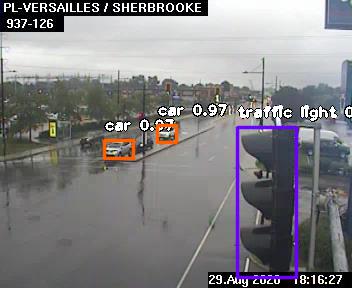 PL-VERSAILLES / SHERBROOKE
937-126
car 0.97
car 0.97
traffic light 0
29.Aug 2020 18:16:27